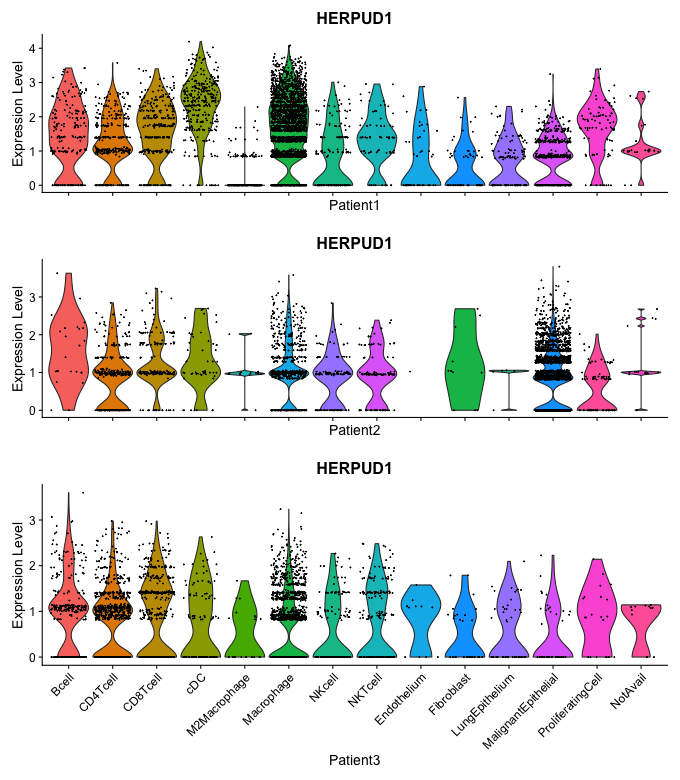 HERPUD1
Expression Level
4
3
2
1
0
Patient1
HERPUD1
Expression Level
3
2
1
0
Patient2
HERPUD1
Expression Level
3
2
1
0
Bcell
CD4Tcell
CD8Tcell
cDC
M2Macrophage
Macrophage
NKcell
NKTcell
Endothelium
Fibroblast
LungEpithelium
MalignantEpithelial
ProliferatingCell
NotAvail
Patient3